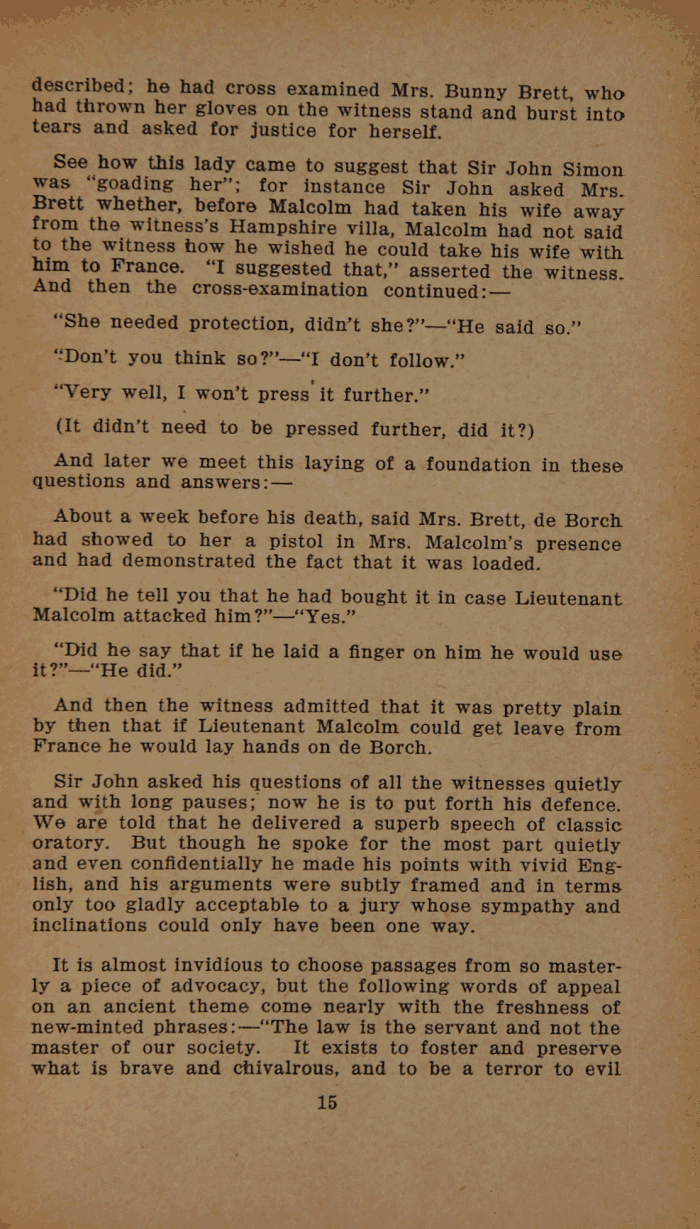 described; he had cross examined Mrs. Bunny Brett, who
had thrown her gloves on the witness stand and burst into
tears and asked for justice for herself.
See how this lady came to suggest that Sir John Simon
was "goading her"; for instance Sir John asked Mrs.
Brett whether, before Malcolm had taken his wife away
from the witness's Hampshire villa, Malcolm had not said
to the witness how he wished he could take his wife with
him to France. "I suggested that," asserted the witness.
And then the cross-examination continued:—
"She needed protection, didn't she?"—"He said so."
"Don't you think so?"—"I don't follow."
"Very well, I won't press it further."
(It didn't need to be pressed further, did it?)
And later we meet this laying of a foundation in these
questions and answers:—
About a week before his death, said Mrs. Brett, de Borch
had showed to her a pistol in Mrs. Malcolm's presence
and had demonstrated the fact that it was loaded.
"Did he tell you that he had bought it in case Lieutenant
Malcolm attacked him?"—"Yes."
"Did he say that if he laid a finger on him he would use
it?"—"He did."
And then the witness admitted that it was pretty plain
by then that if Lieutenant Malcolm could get leave from
France he would lay hands on de Borch.
Sir John asked his questions of all the witnesses quietly
and with long pauses; now he is to put forth his defence.
We are told that he delivered a superb speech of classic
oratory. But though he spoke for the most part quietly
and even confidentially he made his points with vivid Eng-
lish, and his arguments were subtly framed and in terms
only too gladly acceptable to a jury whose sympathy and
inclinations could only have been one way.
It is almost invidious to choose passages from so master-
ly a piece of advocacy, but the following words of appeal
on an ancient theme come nearly with the freshness of
new-minted phrases:—"The law is the servant and not the
master of our society. It exists to foster and preserve
what is brave and chivalrous, and to be a terror to evil
15